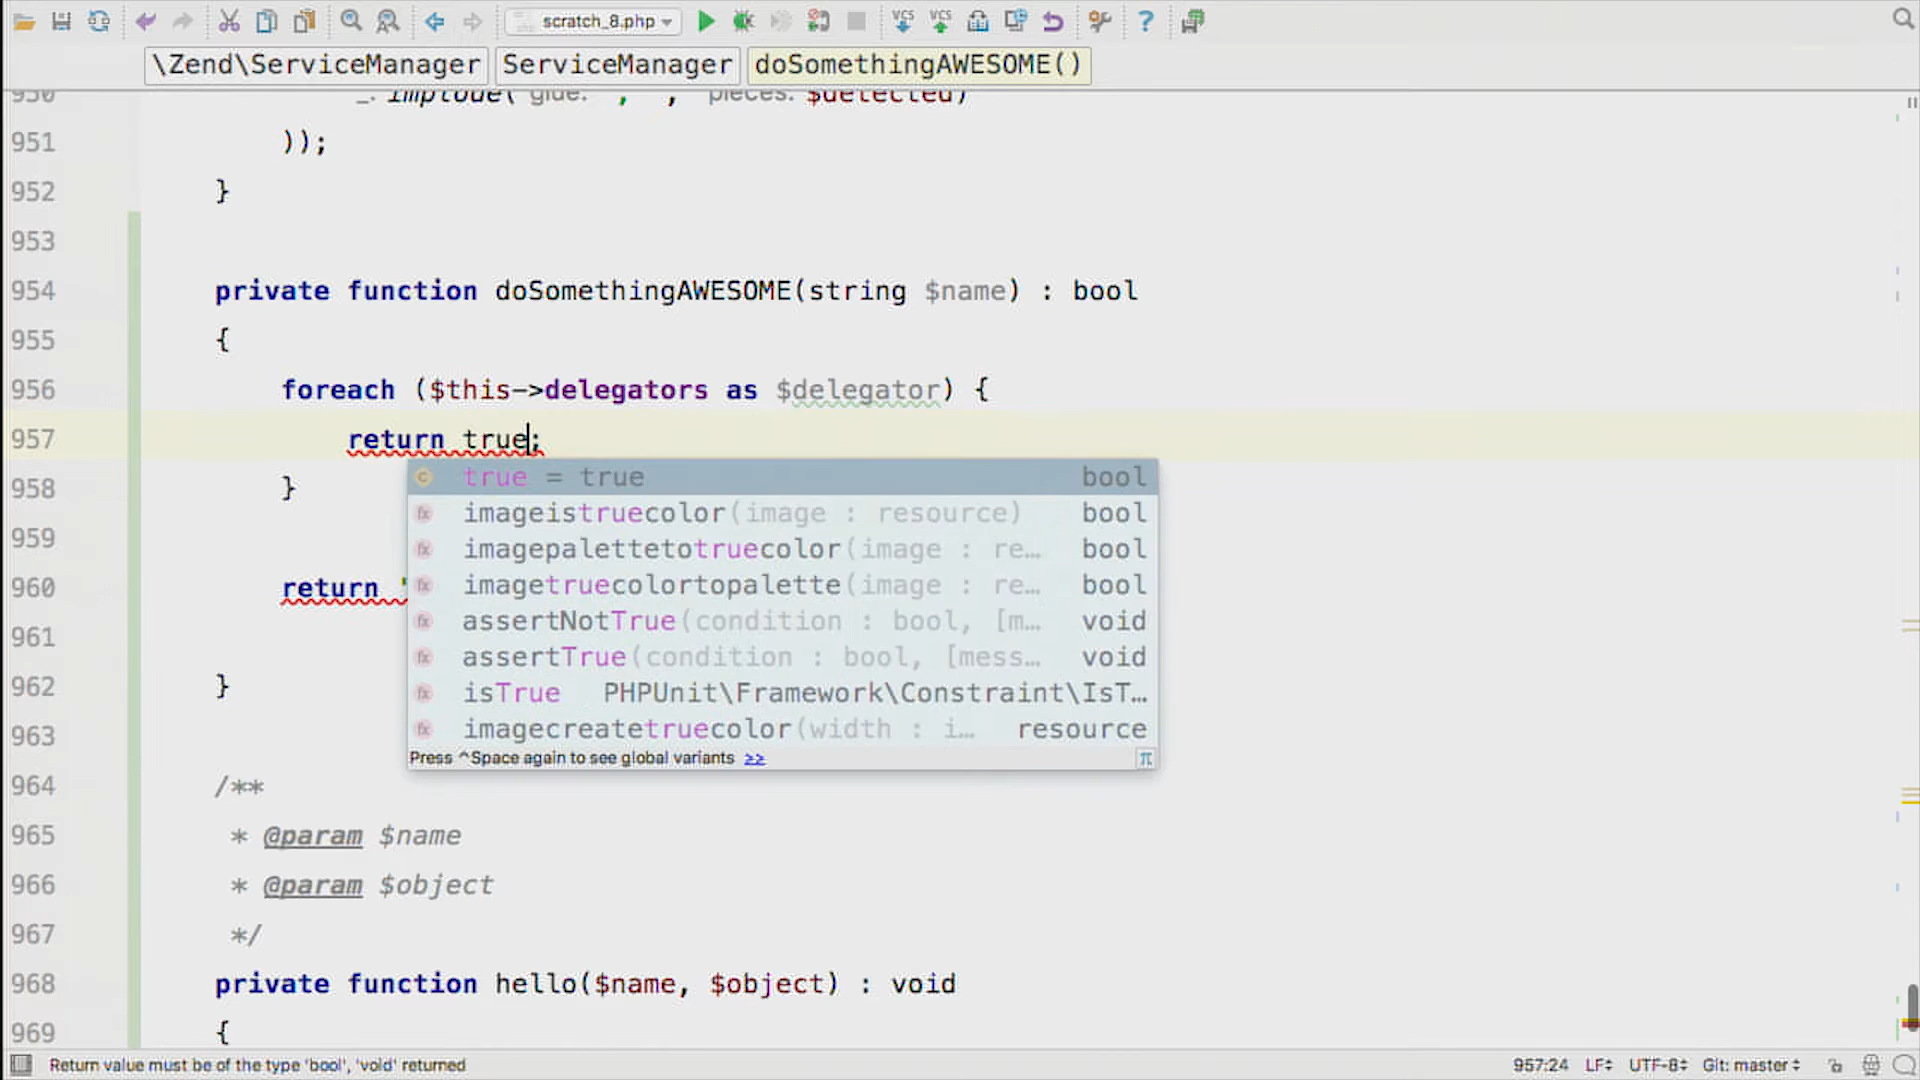 scratch_8.php
\Zend\ServiceManager ServiceManager doSomethingAWESOME()
950 _. implode( glue: ', ', pieces: $detected)
951 ));
952 }
953
954 private function doSomethingAWESOME(string $name) : bool
955 {
956 foreach ($this->delegators as $delegator) {
957 return true;
true = true bool
958 }
imageistruecolor(image : resource) bool
959
imagepalettetotruecolor(image : re… bool
960 return '
imagetruecolortopalette(image : re… bool
961
assertNotTrue(condition : bool, [m… void
assertTrue(condition : bool, [mess… void
962 }
isTrue PHPUnit\Framework\Constraint\IsT…
963
imagecreatetruecolor(width : i… resource
Press ^Space again to see global variants >>
964 /**
965 * @param $name
966 * @param $object
967 */
968 private function hello($name, $object) : void
969 {
Return value must be of the type 'bool', 'void' returned 957:24 LF UTF-8 Git: master